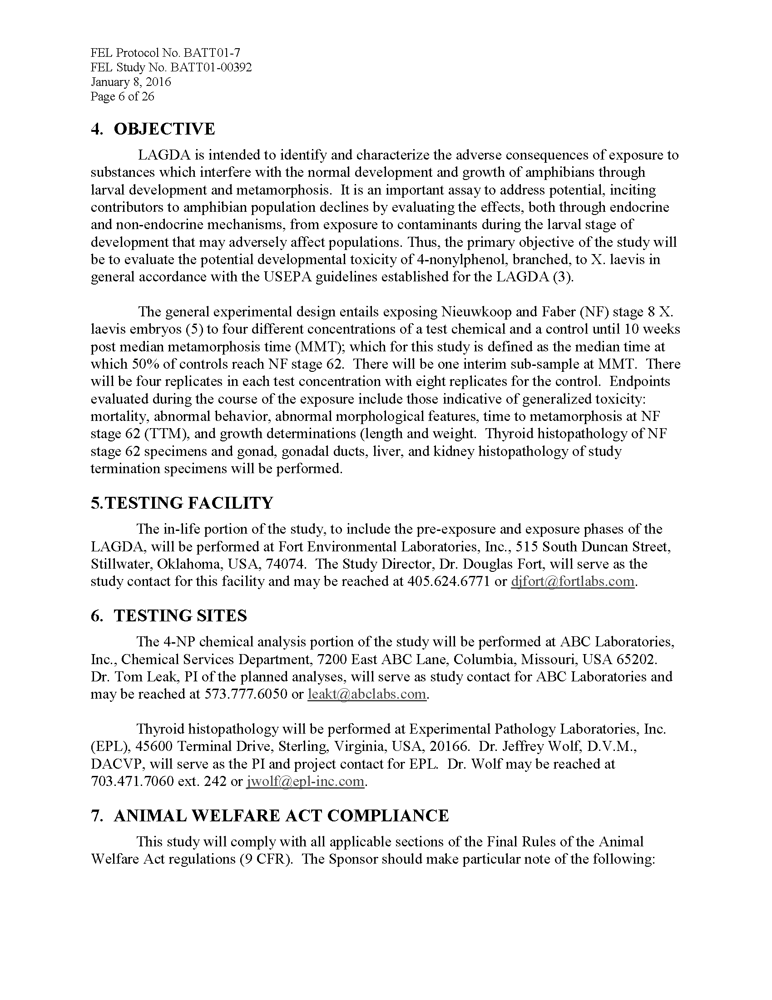 FEL Protocol No. BATT01-7
FEL Study No. BATT01-00392
January 8, 2016
Page 6 of 26
4. OBJECTIVE
LAGDA is intended to identify and characterize the adverse consequences of exposure to
substances which interfere with the normal development and growth of amphibians through
larval development and metamorphosis. It is an important assay to address potential, inciting
contributors to amphibian population declines by evaluating the effects, both through endocrine
and non-endocrine mechanisms, from exposure to contaminants during the larval stage of
development that may adversely affect populations. Thus, the primary objective of the study will
be to evaluate the potential developmental toxicity of 4-nonylphenol, branched, to X. laevis in
general accordance with the USEPA guidelines established for the LAGDA (3).
The general experimental design entails exposing Nieuwkoop and Faber (NF) stage 8 X.
laevis embryos (5) to four different concentrations of a test chemical and a control until 10 weeks
post median metamorphosis time (MMT); which for this study is defined as the median time at
which 50% of controls reach NF stage 62. There will be one interim sub-sample at MMT. There
will be four replicates in each test concentration with eight replicates for the control. Endpoints
evaluated during the course of the exposure include those indicative of generalized toxicity:
mortality, abnormal behavior, abnormal morphological features, time to metamorphosis at NF
stage 62 (TTM), and growth determinations (length and weight. Thyroid histopathology of NF
stage 62 specimens and gonad, gonadal ducts, liver, and kidney histopathology of study
termination specimens will be performed.
5.TESTING FACILITY
The in-life portion of the study, to include the pre-exposure and exposure phases of the
LAGDA, will be performed at Fort Environmental Laboratories, Inc., 515 South Duncan Street,
Stillwater, Oklahoma, USA, 74074. The Study Director, Dr. Douglas Fort, will serve as the
study contact for this facility and may be reached at 405.624.6771 or djfort@fortlabs.com.
6. TESTING SITES
The 4-NP chemical analysis portion of the study will be performed at ABC Laboratories,
Inc., Chemical Services Department, 7200 East ABC Lane, Columbia, Missouri, USA 65202.
Dr. Tom Leak, PI of the planned analyses, will serve as study contact for ABC Laboratories and
may be reached at 573.777.6050 or leakt@abclabs.com.
Thyroid histopathology will be performed at Experimental Pathology Laboratories, Inc.
(EPL), 45600 Terminal Drive, Sterling, Virginia, USA, 20166. Dr. Jeffrey Wolf, D.V.M.,
DACVP, will serve as the PI and project contact for EPL. Dr. Wolf may be reached at
703.471.7060 ext. 242 or jwolf@epl-inc.com.
7. ANIMAL WELFARE ACT COMPLIANCE
This study will comply with all applicable sections of the Final Rules of the Animal
Welfare Act regulations (9 CFR). The Sponsor should make particular note of the following: